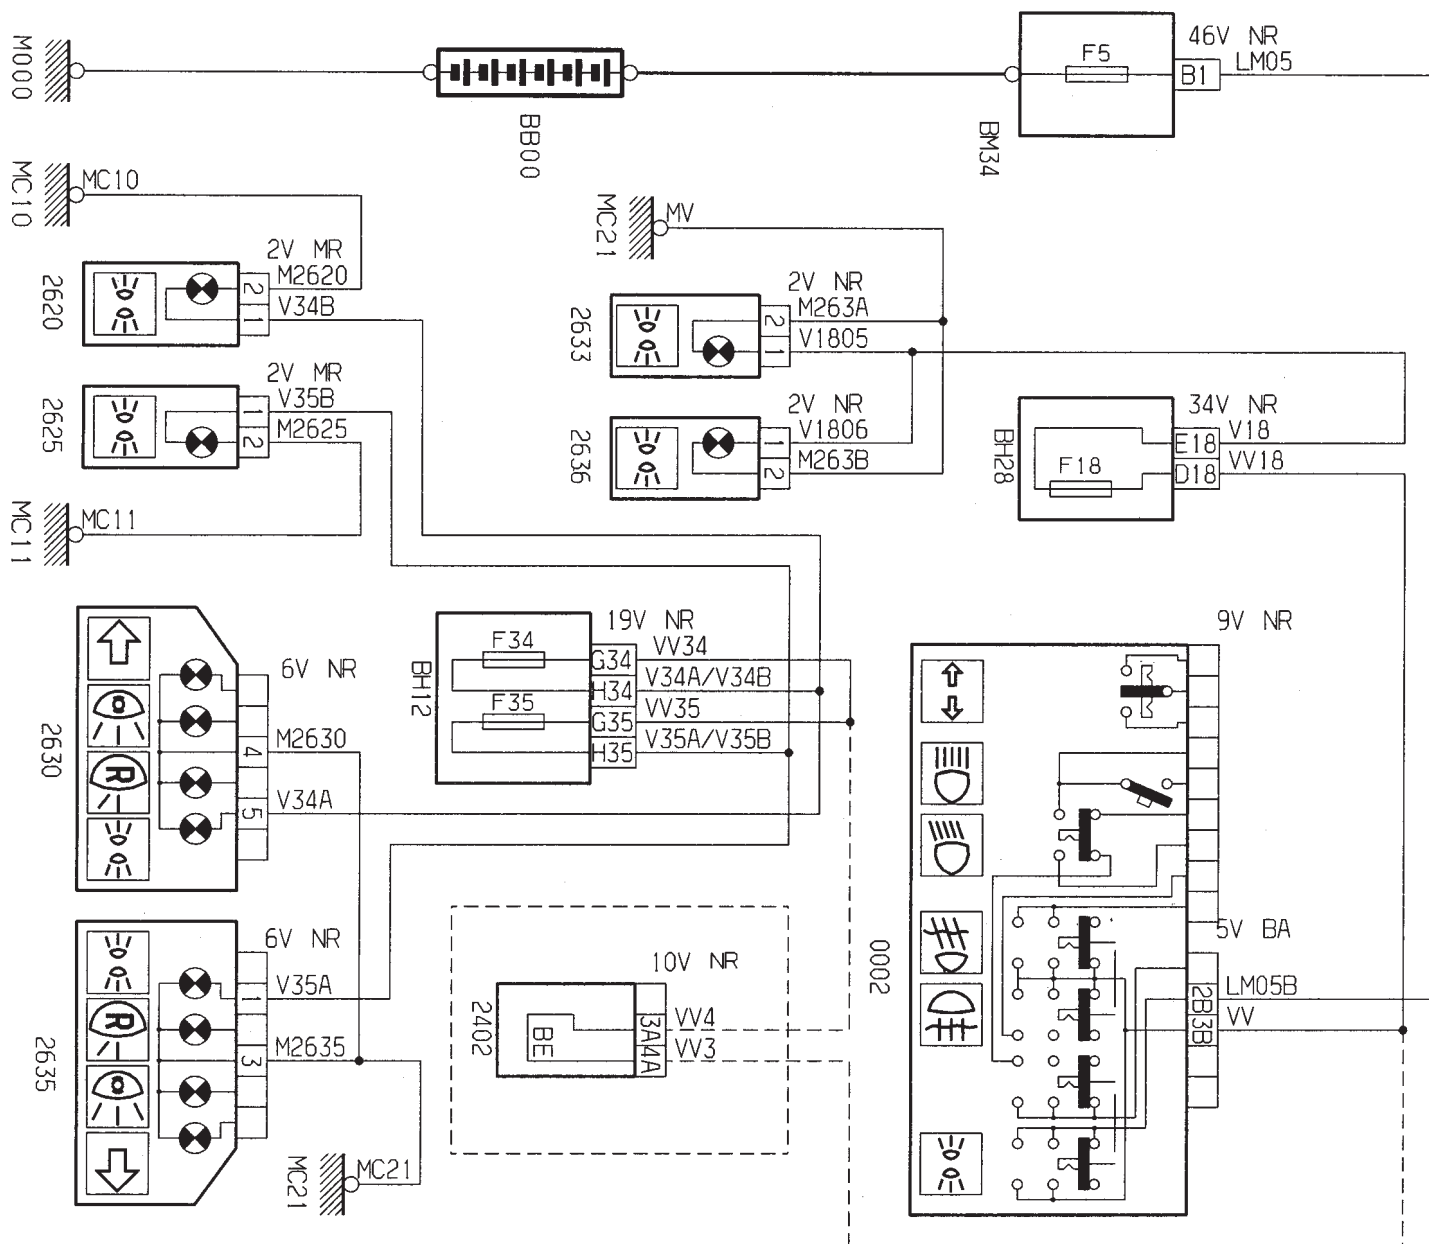 46V NR
LM05
F5
B1
BM34
BB00
M000
MC10
MC10
2V MR
M2620
V34B
2
1
2620
2V MR
V35B
M2625
1
2
2625
MC11
MC11
MC21
MV
2V NR
M263A
V1805
2
1
2633
2V NR
V1806
M263B
1
2
2636
34V NR
V18
VV18
E18
D18
F18
BH28
19V NR
VV34
V34A/V34B
VV35
V35A/V35B
F34
F35
G34
H34
G35
H35
BH12
6V NR
M2630
V34A
4
5
R
2630
6V NR
V35A
M2635
1
3
R
2635
MC21
MC21
10V NR
VV4
VV3
3A
4A
BE
2402
9V NR
5V BA
LM05B
VV
2B
3B
0002